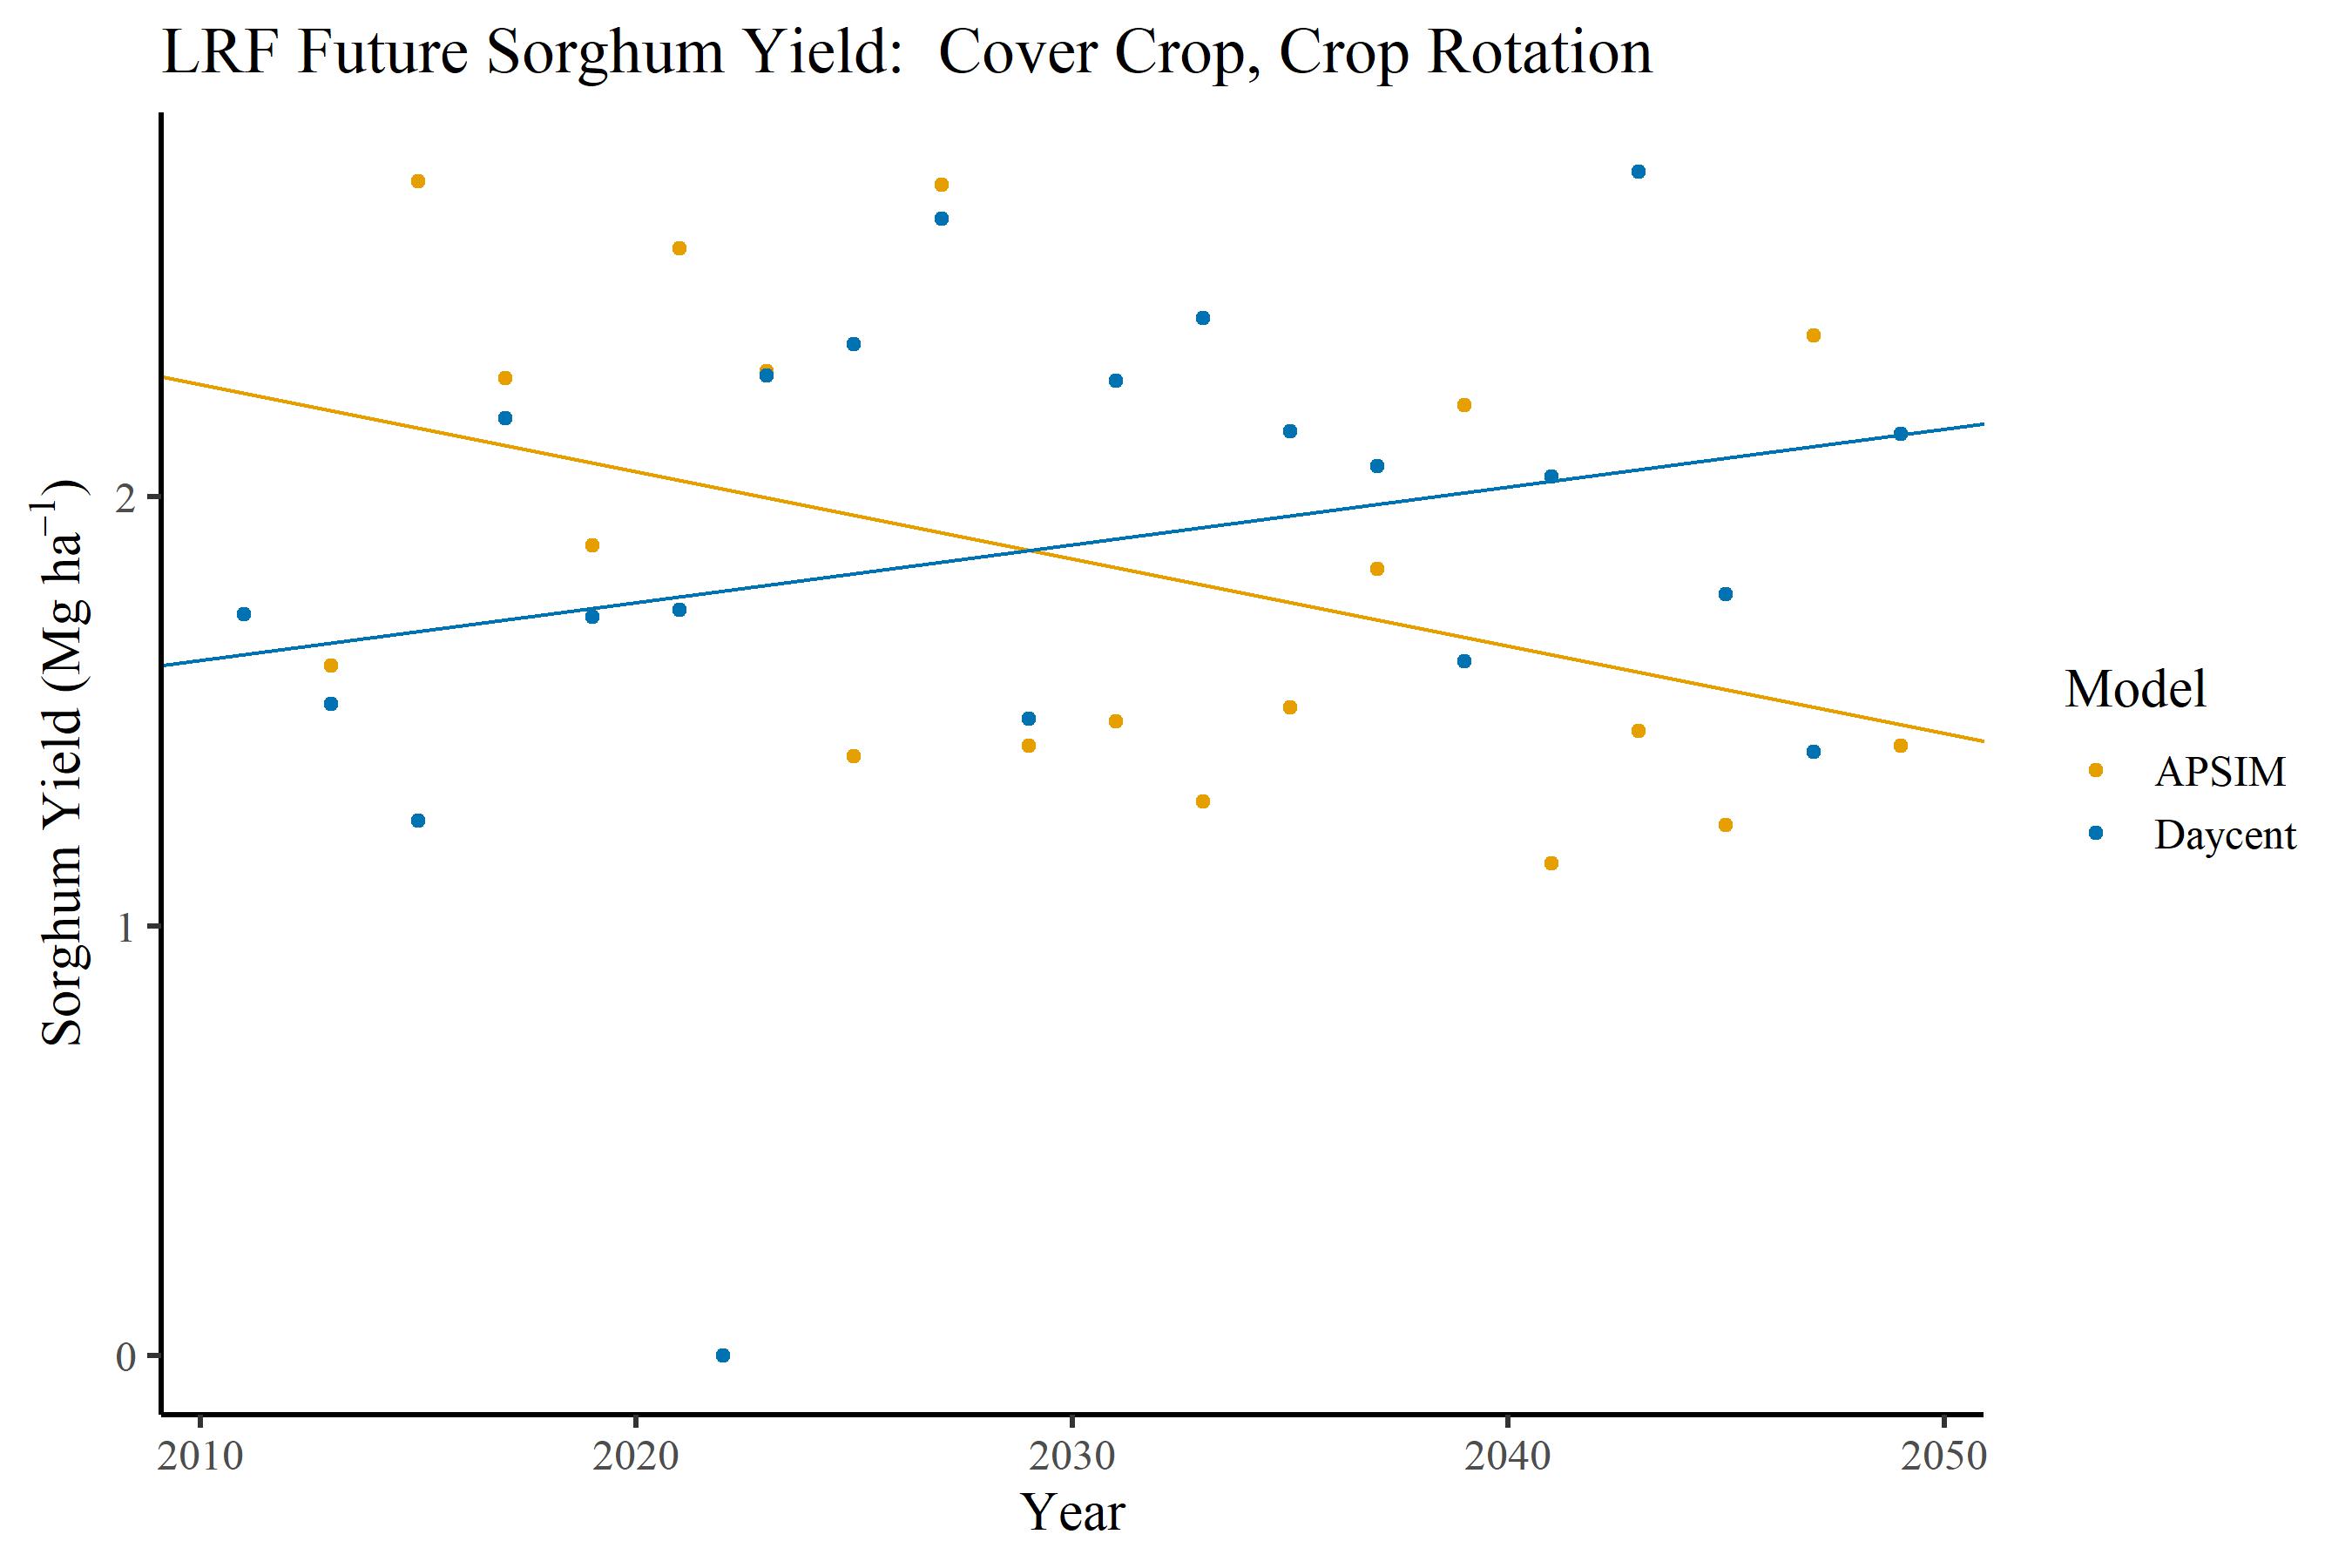 LRF Future Sorghum Yield:  Cover Crop, Crop Rotation
Sorghum Yield (Mg ha⁻¹)
2
1
0
2010 2020 2030 2040 2050
Year
Model
APSIM
Daycent